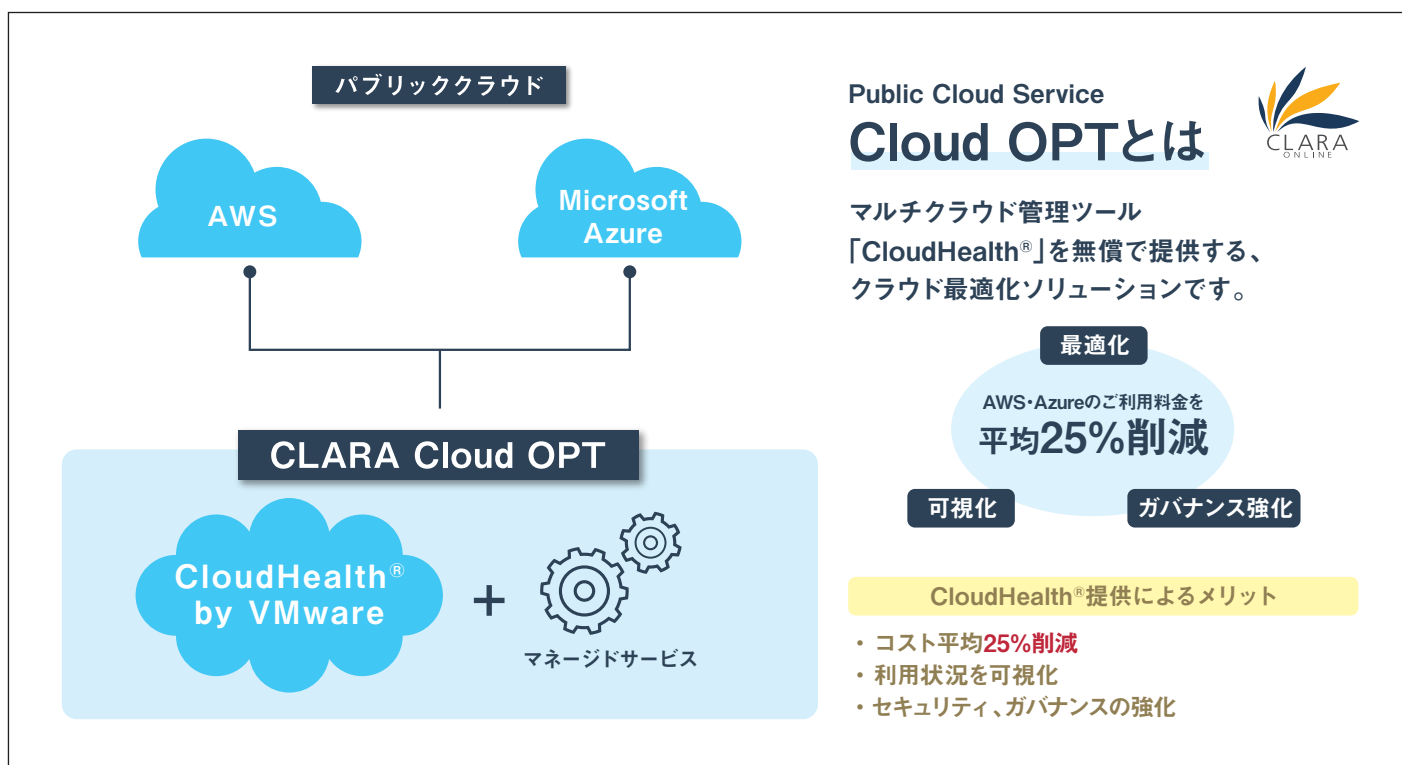 パブリッククラウド
AWS
Microsoft
Azure
CLARA Cloud OPT
CloudHealth®
by VMware
+
マネージドサービス
Public Cloud Service
Cloud OPTとは
CLARA
ONLINE
マルチクラウド管理ツール
「CloudHealth®」を無償で提供する、
クラウド最適化ソリューションです。
最適化
AWS・Azureのご利用料金を
平均25%削減
可視化
ガバナンス強化
CloudHealth®提供によるメリット
・ コスト平均25%削減
・ 利用状況を可視化
・ セキュリティ、ガバナンスの強化